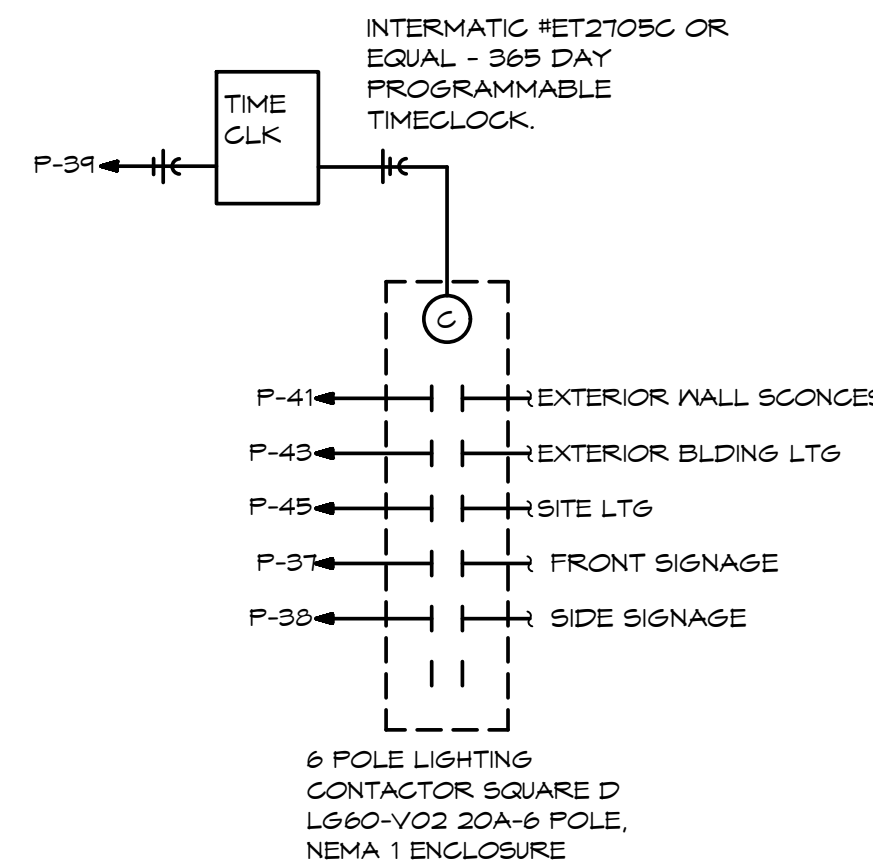 INTERMATIC #ET2705C OR
EQUAL - 365 DAY
PROGRAMMABLE
TIMECLOCK.
TIME
CLK
P-39
C
P-41 EXTERIOR WALL SCONCES
P-43 EXTERIOR BLDING LTG
P-45 SITE LTG
P-37 FRONT SIGNAGE
P-38 SIDE SIGNAGE
6 POLE LIGHTING
CONTACTOR SQUARE D
LG60-V02 20A-6 POLE,
NEMA 1 ENCLOSURE